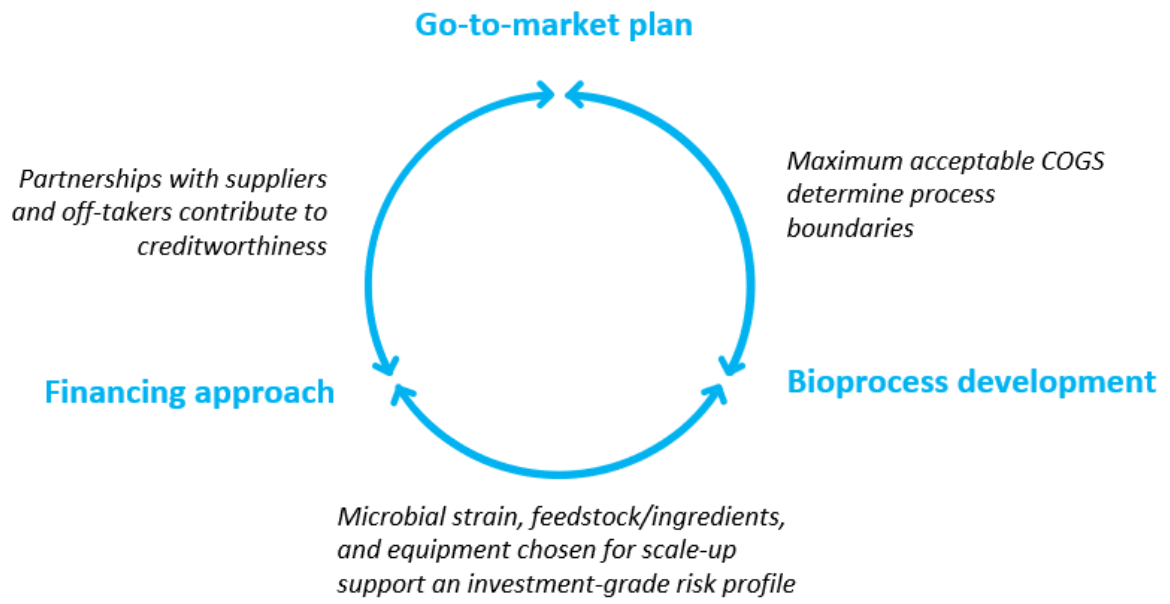 Go-to-market plan
Partnerships with suppliers
and off-takers contribute to
creditworthiness
Maximum acceptable COGS
determine process
boundaries
Financing approach
Bioprocess development
Microbial strain, feedstock/ingredients,
and equipment chosen for scale-up
support an investment-grade risk profile